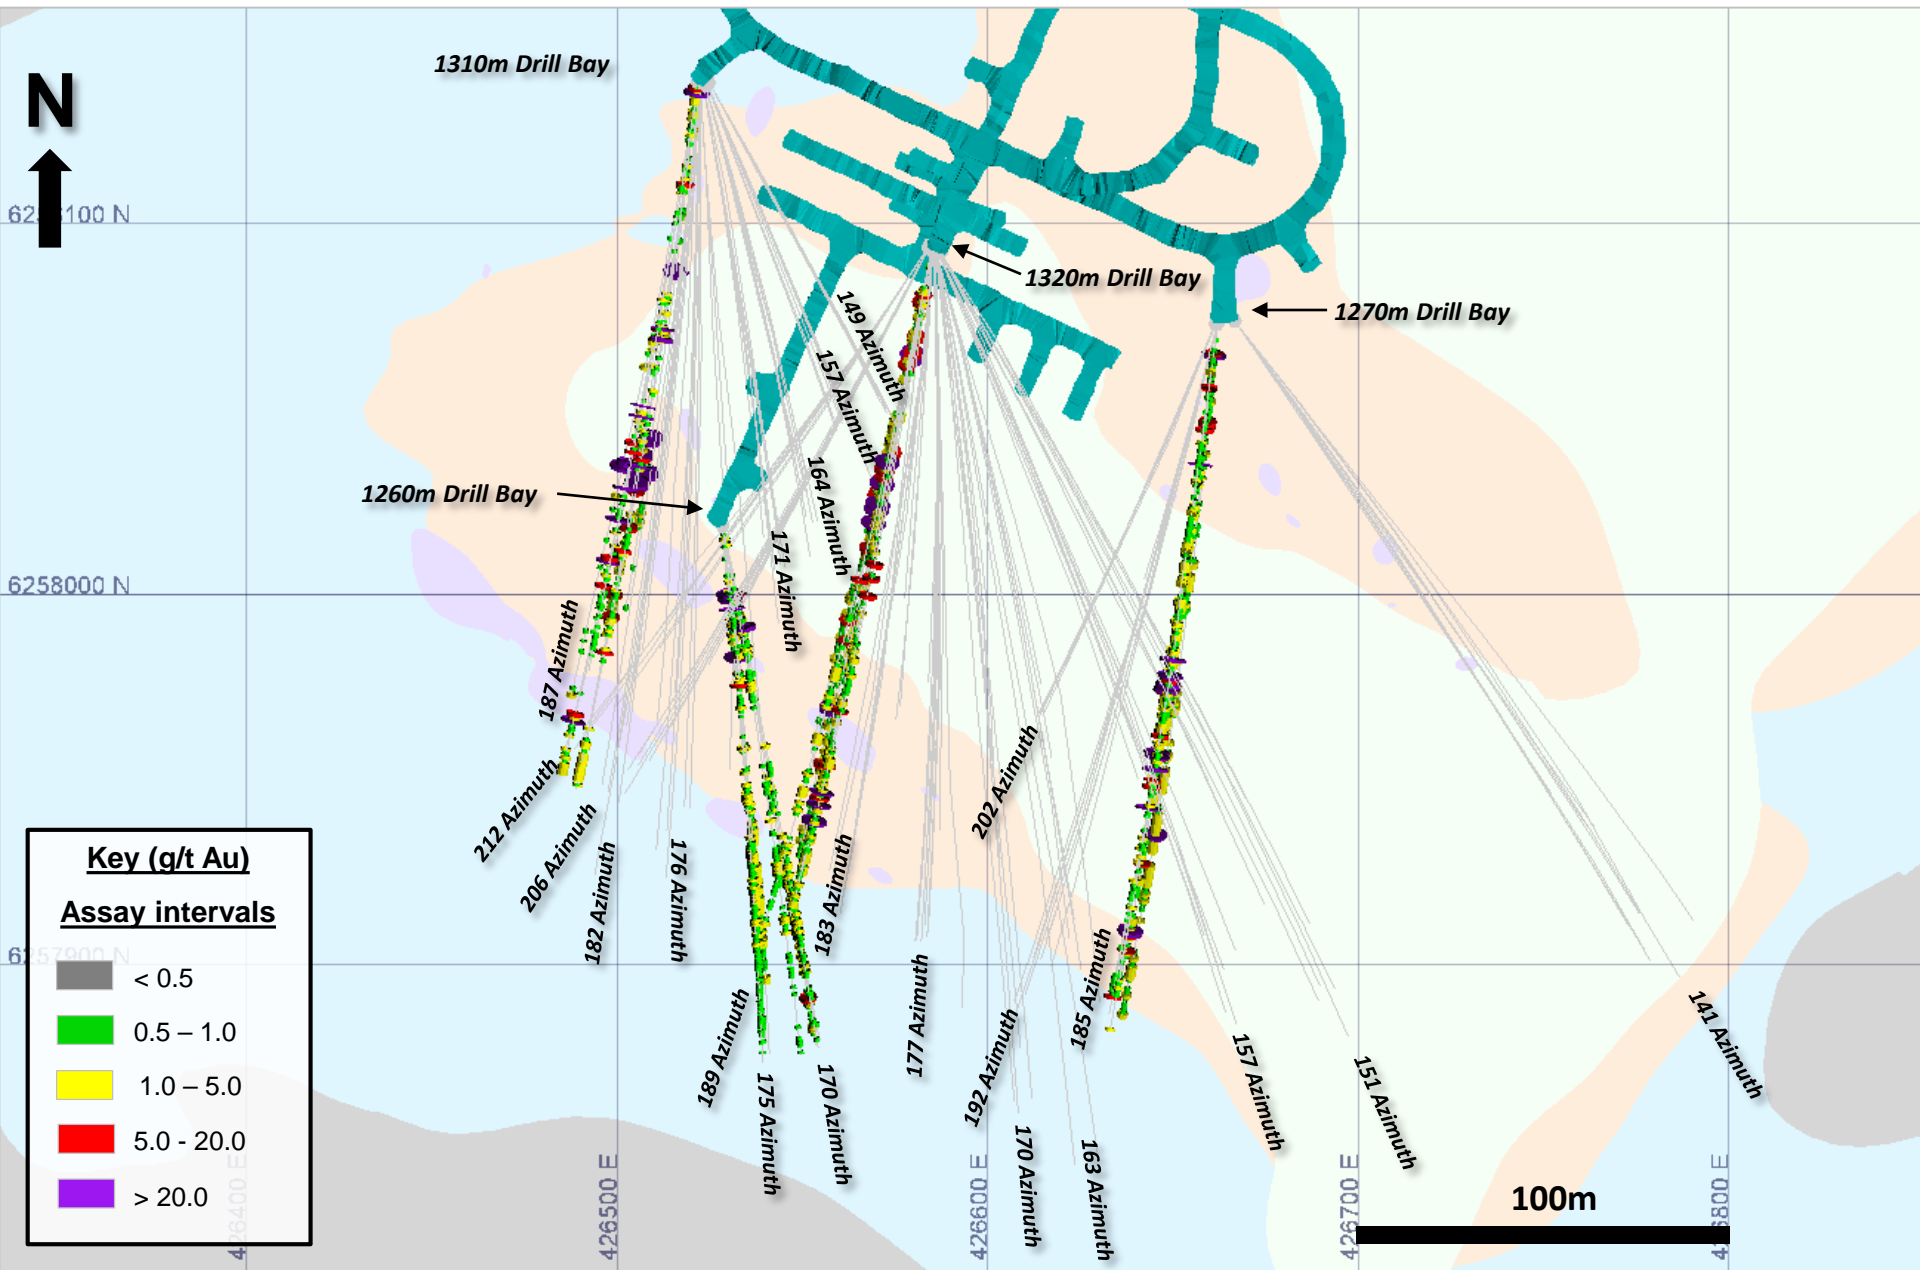 1310m Drill Bay
N
6258100 N
1320m Drill Bay
149 Azimuth
1270m Drill Bay
157 Azimuth
164 Azimuth
1260m Drill Bay
171 Azimuth
6258000 N
187 Azimuth
212 Azimuth
206 Azimuth
182 Azimuth
176 Azimuth
183 Azimuth
202 Azimuth
6257900 N
189 Azimuth
175 Azimuth
170 Azimuth
177 Azimuth
192 Azimuth
185 Azimuth
170 Azimuth
163 Azimuth
157 Azimuth
151 Azimuth
141 Azimuth
Key (g/t Au)
Assay intervals
< 0.5
0.5 – 1.0
1.0 – 5.0
5.0 - 20.0
> 20.0
426400 E
426500 E
426600 E
426700 E
426800 E
100m